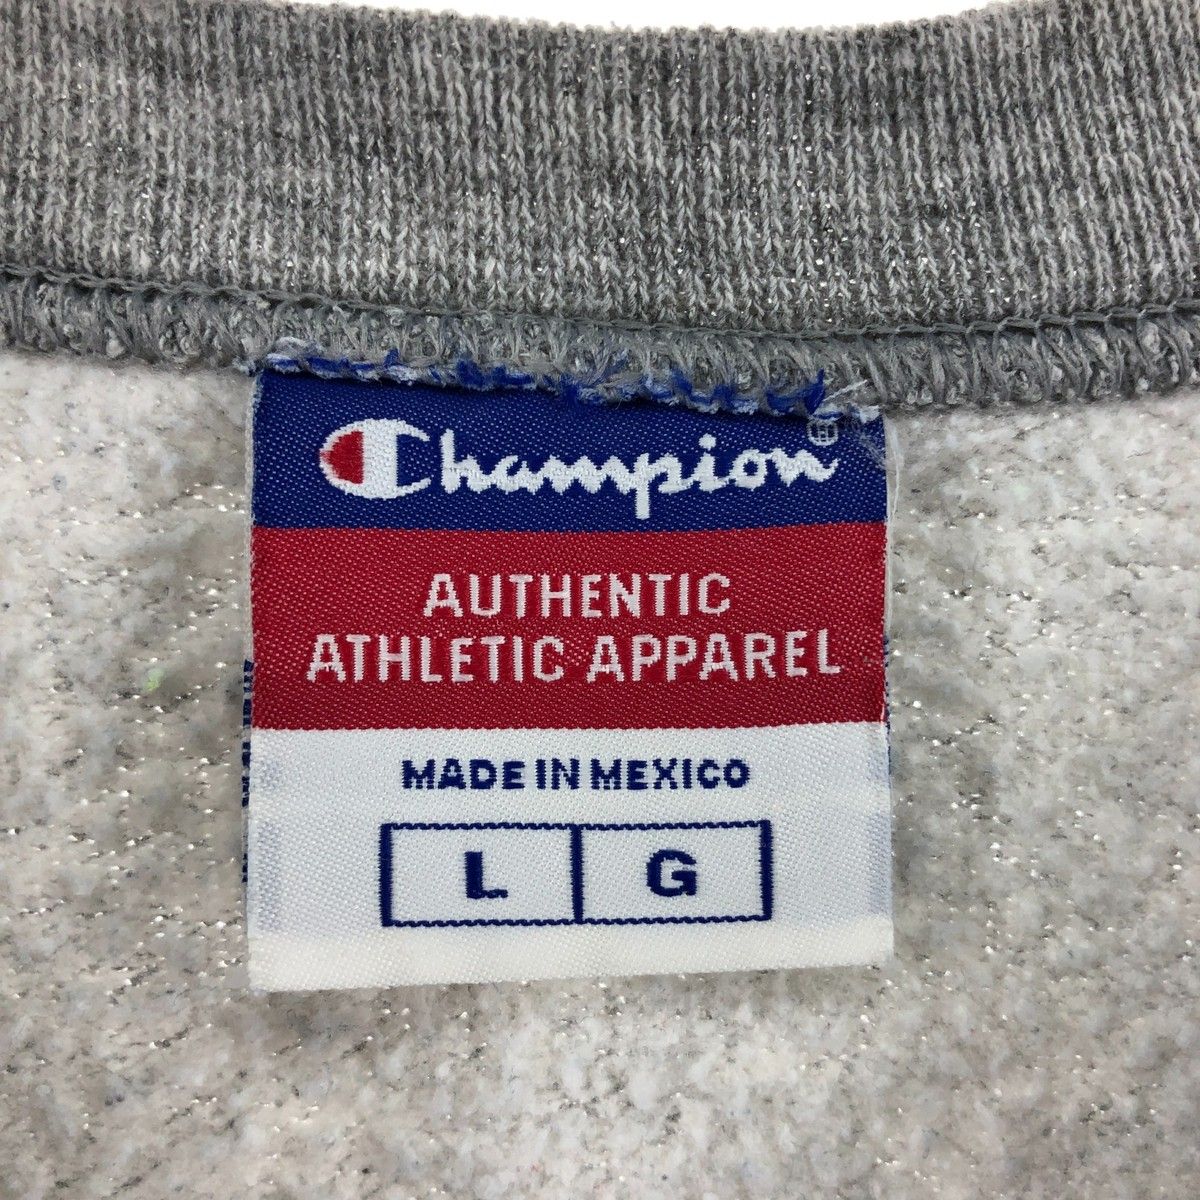 Champion®
AUTHENTIC
ATHLETIC APPAREL
MADE IN MEXICO
L G